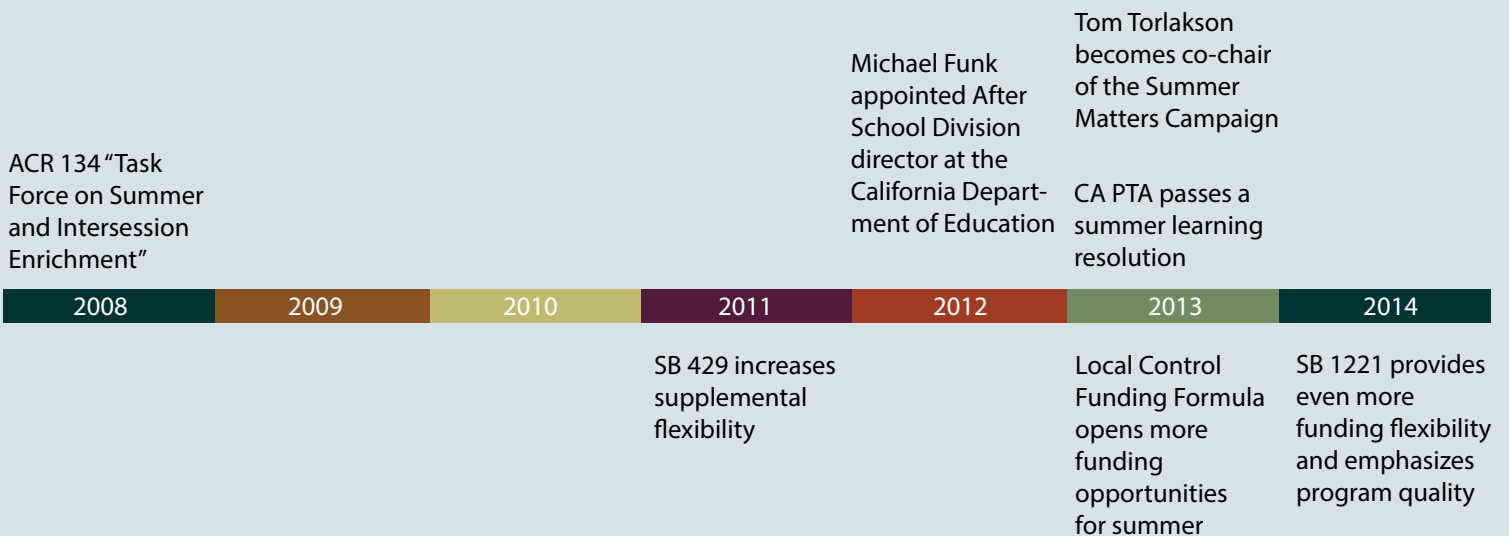 ACR 134 “Task
Force on Summer
and Intersession
Enrichment”
Michael Funk
appointed After
School Division
director at the
California Depart-
ment of Education
Tom Torlakson
becomes co-chair
of the Summer
Matters Campaign
CA PTA passes a
summer learning
resolution
2008
2009
2010
2011
2012
2013
2014
SB 429 increases
supplemental
flexibility
Local Control
Funding Formula
opens more
funding
opportunities
for summer
SB 1221 provides
even more
funding flexibility
and emphasizes
program quality